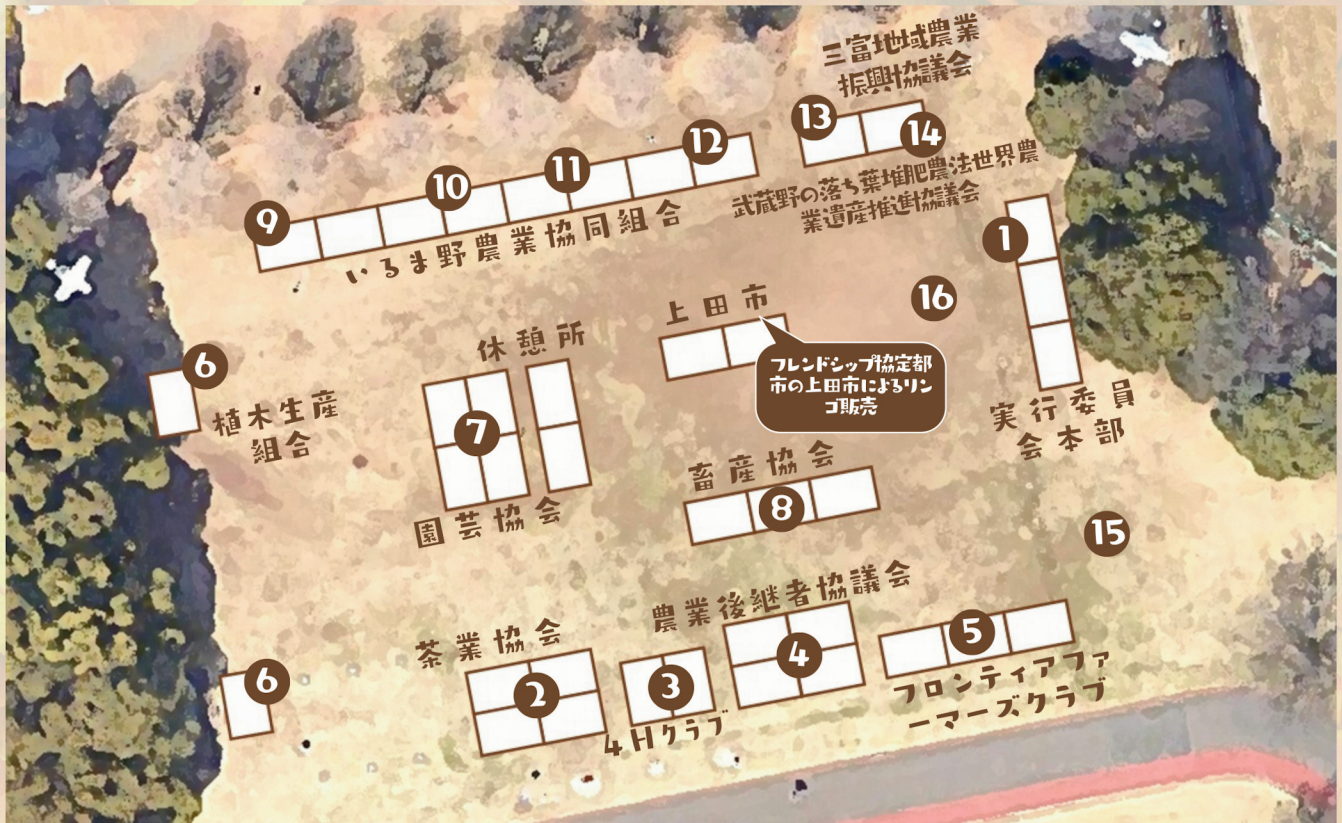 三富地域農業
振興協議会
13
14
武蔵野の落ち葉堆肥農法世界農
業遺産推進協議会
12
11
10
9
いるま野農業協同組合
1
16
実行委員
会本部
上田市
フレンドシップ協定都
市の上田市によるリン
ゴ販売
休憩所
7
園芸協会
6
植木生産
組合
畜産協会
8
15
農業後継者協議会
4
5
フロンティアファ
ーマーズクラブ
茶業協会
2
3
4Hクラブ
6